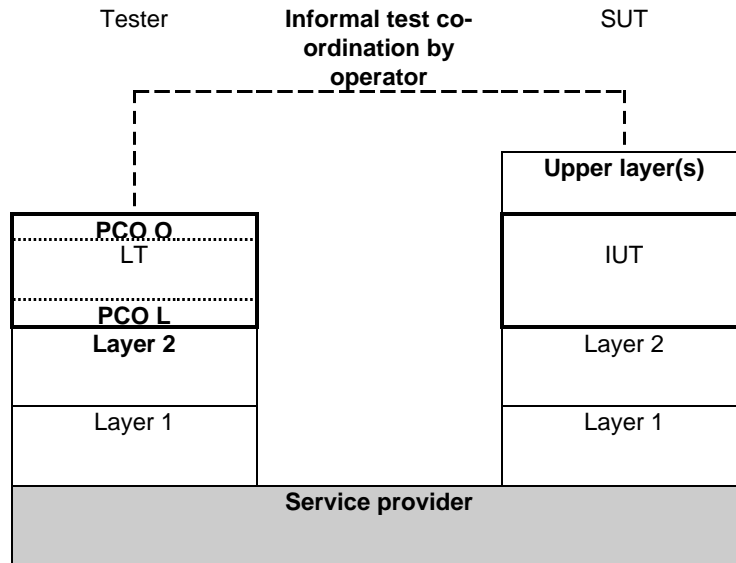 Tester
Informal test co-
ordination by
operator
SUT
Upper layer(s)
PCO O
LT
IUT
PCO L
Layer 2
Layer 2
Layer 1
Layer 1
Service provider